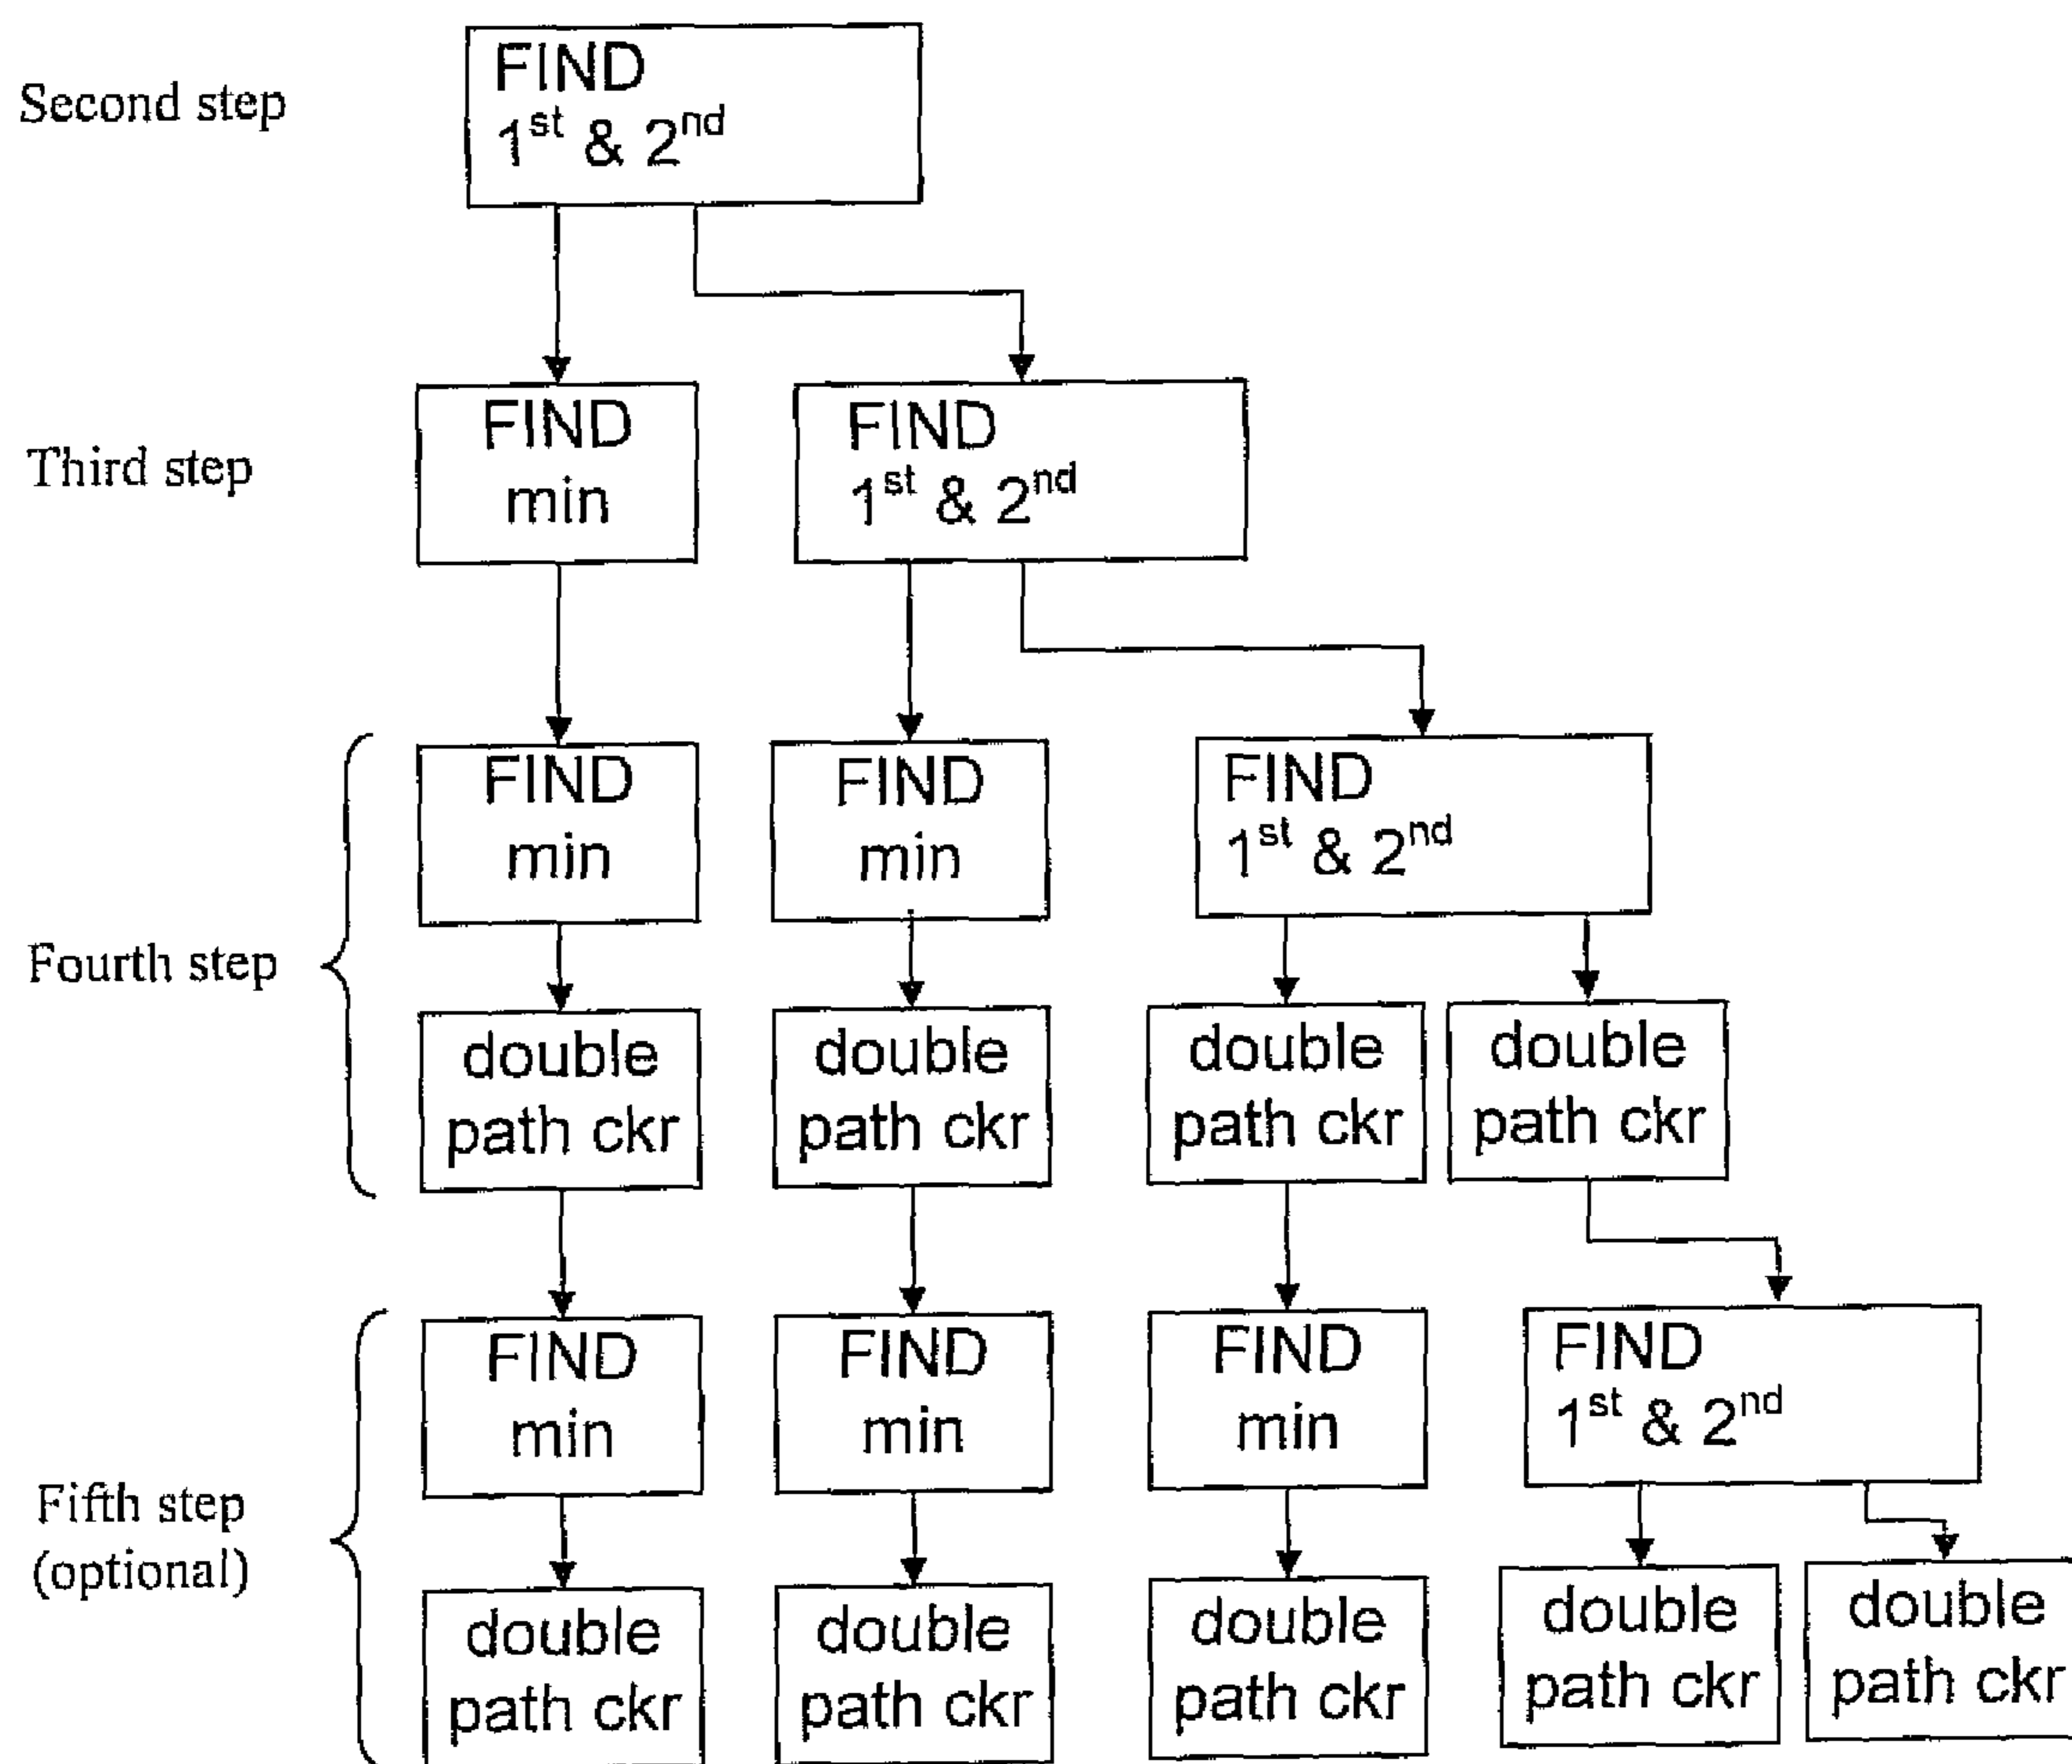 Second step
FIND
1st & 2nd
Third step
FIND
min
FIND
1st & 2nd
Fourth step
FIND
min
FIND
min
FIND
1st & 2nd
double
path ckr
double
path ckr
double
path ckr
double
path ckr
Fifth step
(optional)
FIND
min
FIND
min
FIND
min
FIND
1st & 2nd
double
path ckr
double
path ckr
double
path ckr
double
path ckr
double
path ckr